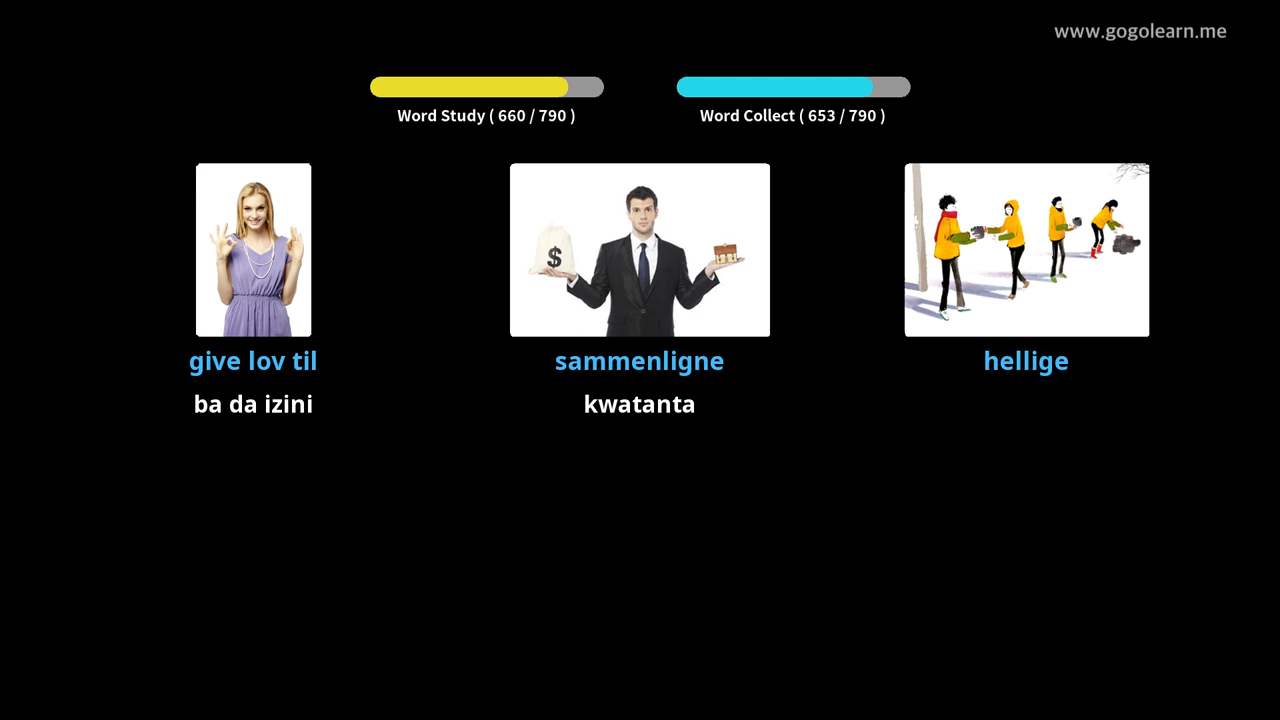 www.gogolearn.me
Word Study ( 660 / 790 )
Word Collect ( 653 / 790 )
give lov til
sammenligne
hellige
ba da izini
kwatanta
$